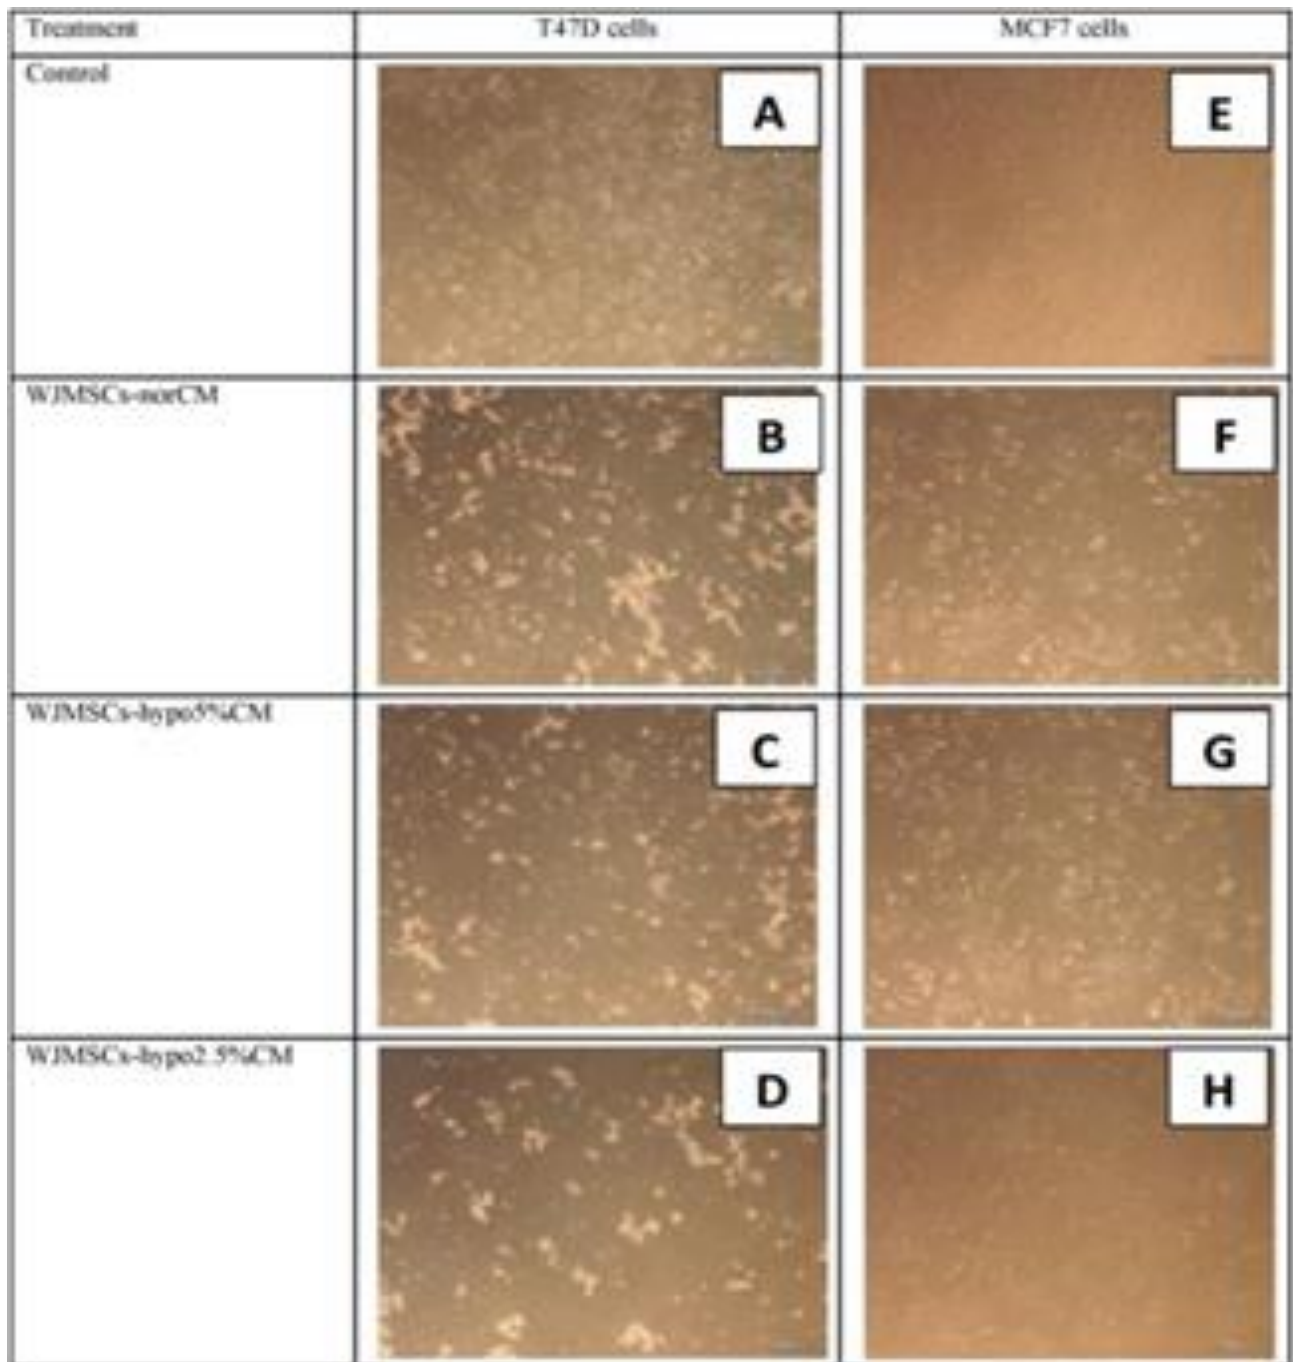 Treatment T47D cells MCF7 cells
Control
A E
WJMSCs-norCM
B F
WJMSCs-hypo5%CM
C G
WJMSCs-hypo2.5%CM
D H